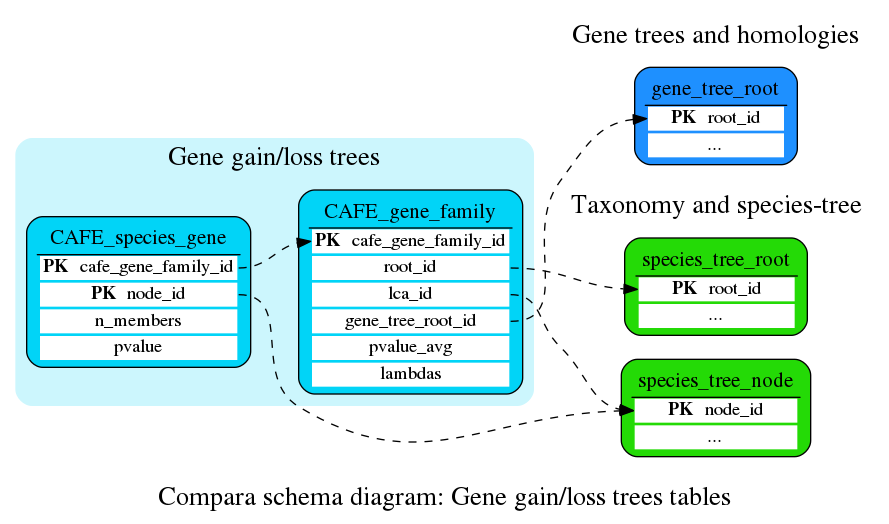 Gene trees and homologies
gene_tree_root
PK root_id
...
Gene gain/loss trees
CAFE_species_gene
PK cafe_gene_family_id
PK node_id
n_members
pvalue
CAFE_gene_family
PK cafe_gene_family_id
root_id
lca_id
gene_tree_root_id
pvalue_avg
lambdas
Taxonomy and species-tree
species_tree_root
PK root_id
...
species_tree_node
PK node_id
...
Compara schema diagram: Gene gain/loss trees tables